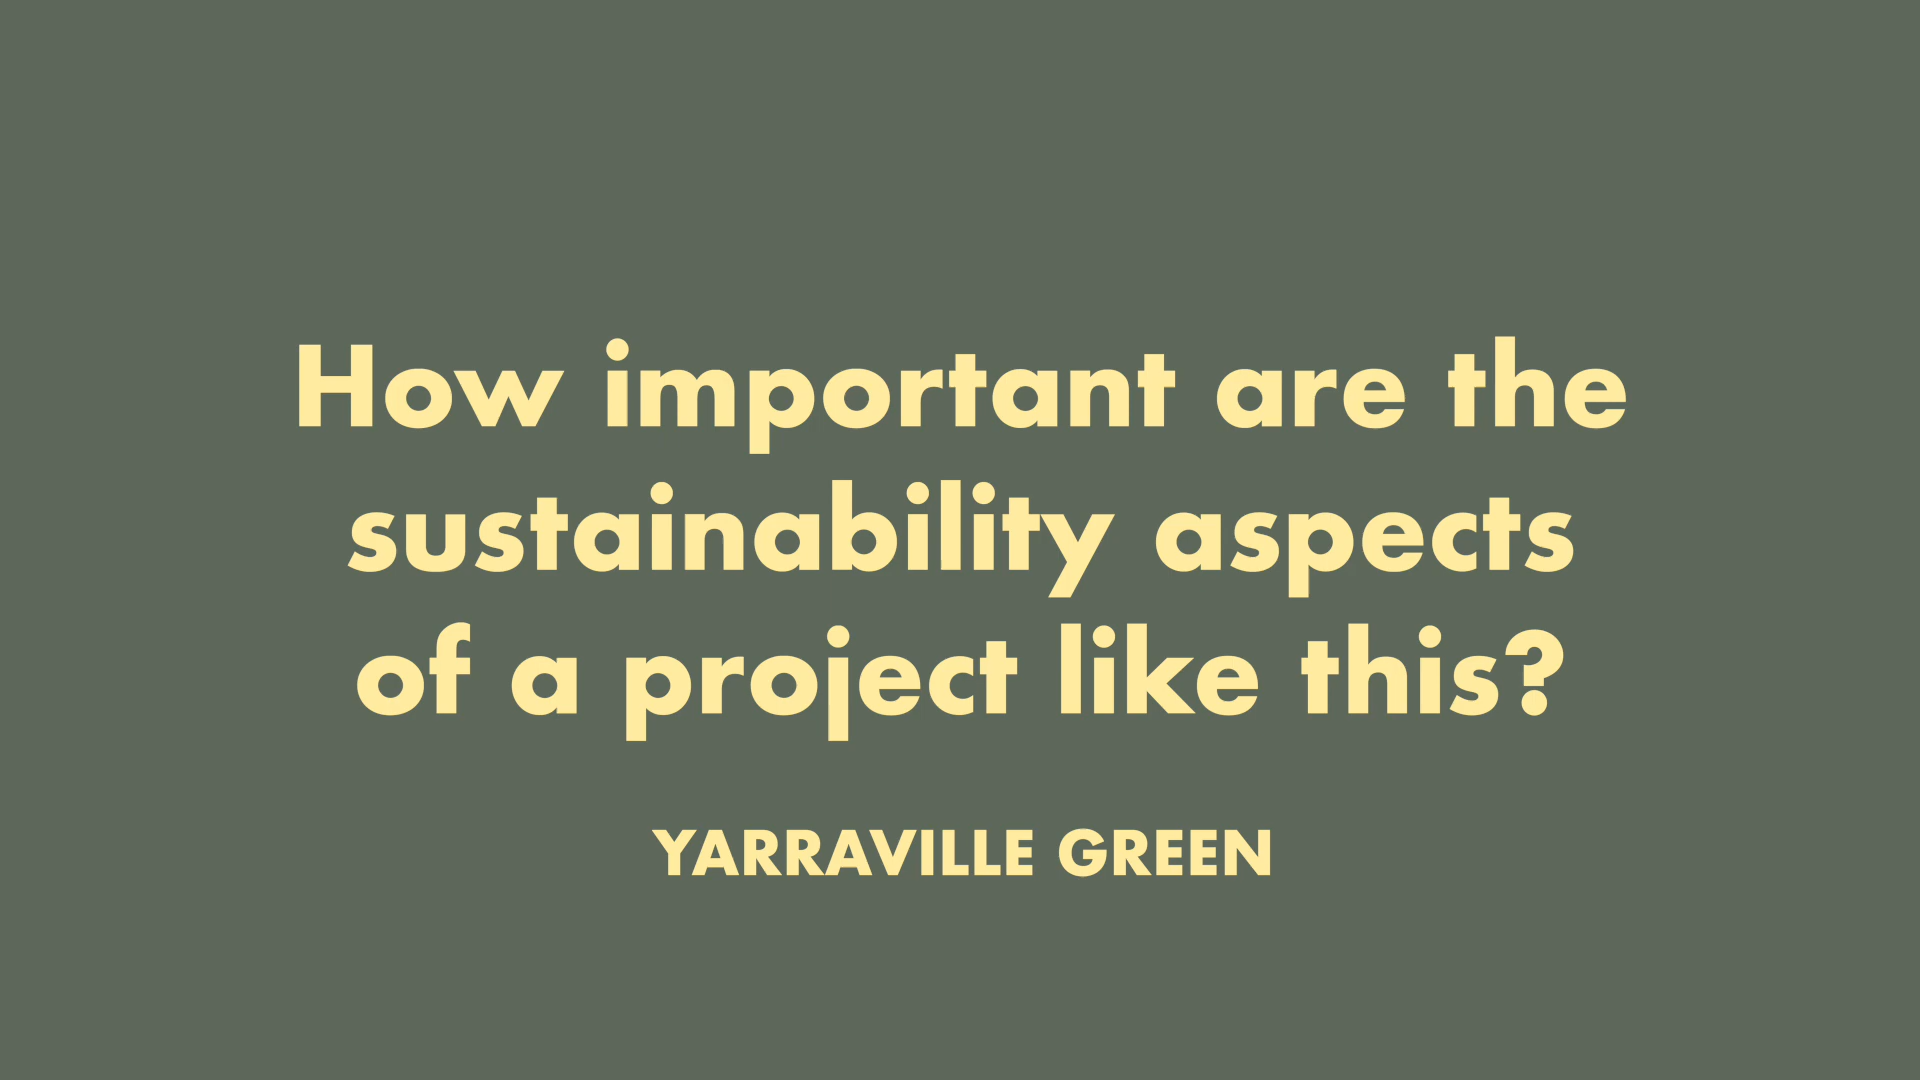 How important are the
sustainability aspects
of a project like this?
YARRAVILLE GREEN